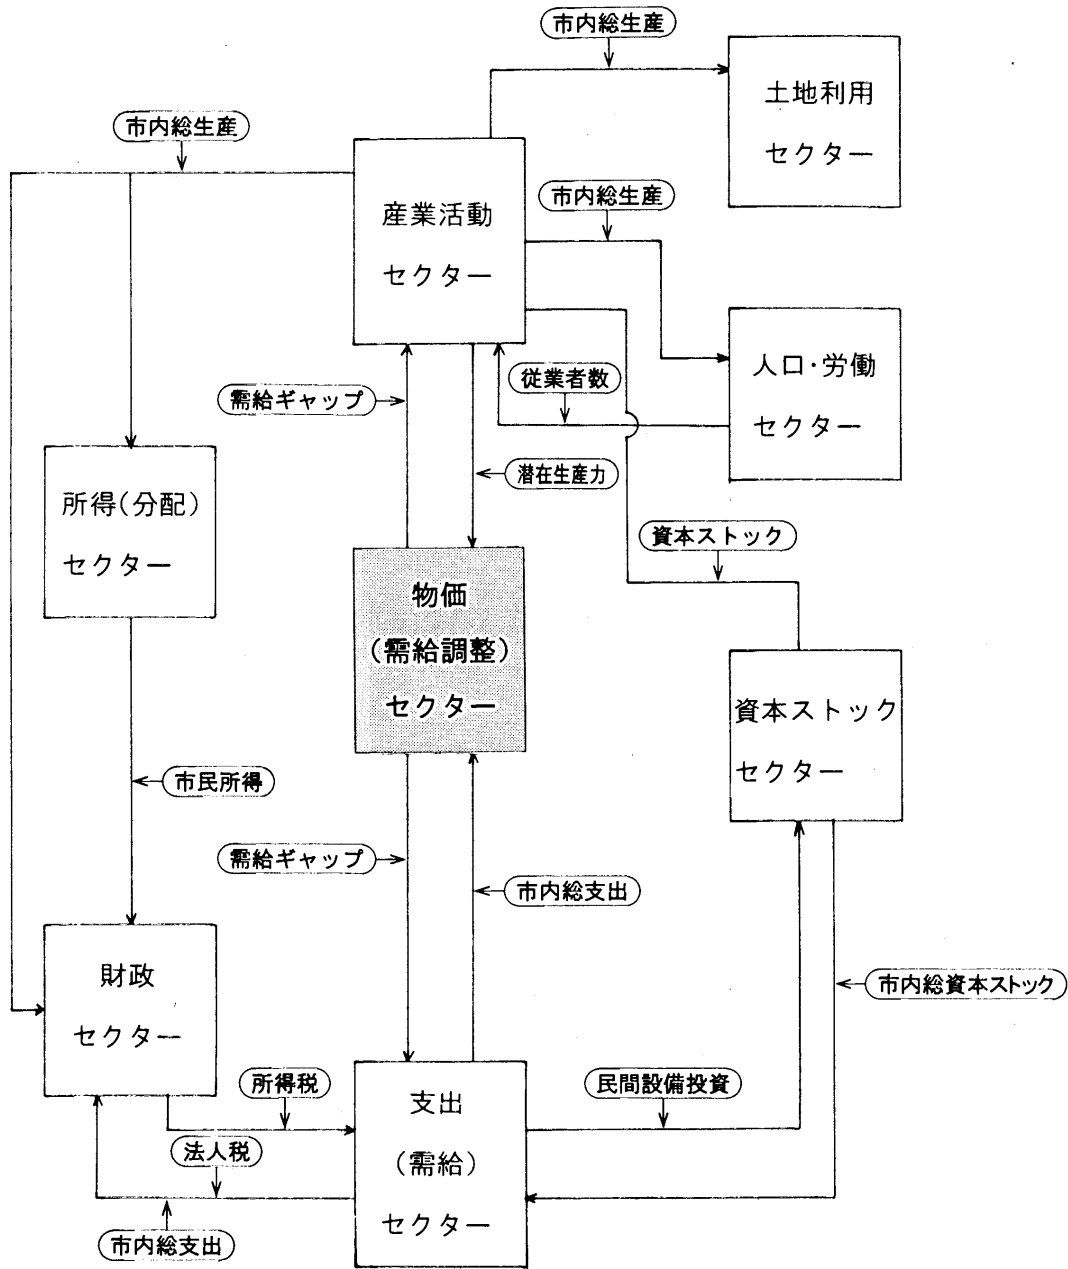 市内総生産
土地利用
セクター
市内総生産
市内総生産
産業活動
セクター
人口・労働
セクター
従業者数
需給ギャップ
潜在生産力
所得(分配)
セクター
資本ストック
物価
(需給調整)
セクター
資本ストック
セクター
市民所得
需給ギャップ
市内総支出
財政
セクター
市内総資本ストック
所得税
民間設備投資
支出
(需給)
セクター
法人税
市内総支出